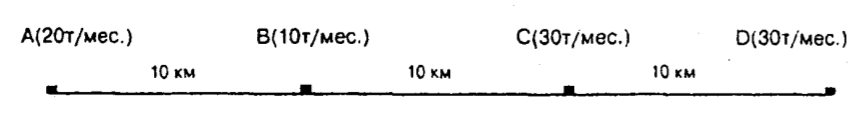 A(20т/мес.) B(10т/мес.) C(30т/мес.) D(30т/мес.)
10 км 10 км 10 км